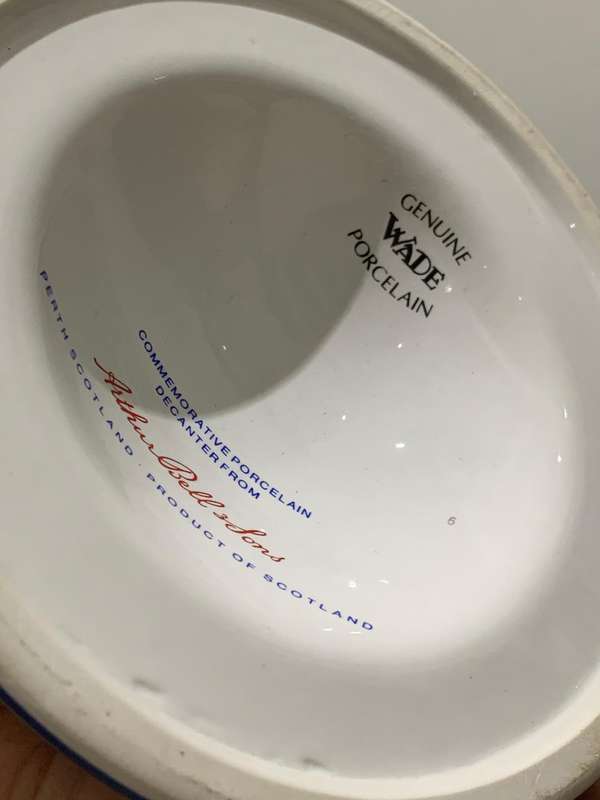 GENUINE
WADE
PORCELAIN
COMMEMORATIVE PORCELAIN
DECANTER FROM
Arthur Bell & Sons
PERTH SCOTLAND · PRODUCT OF SCOTLAND
6